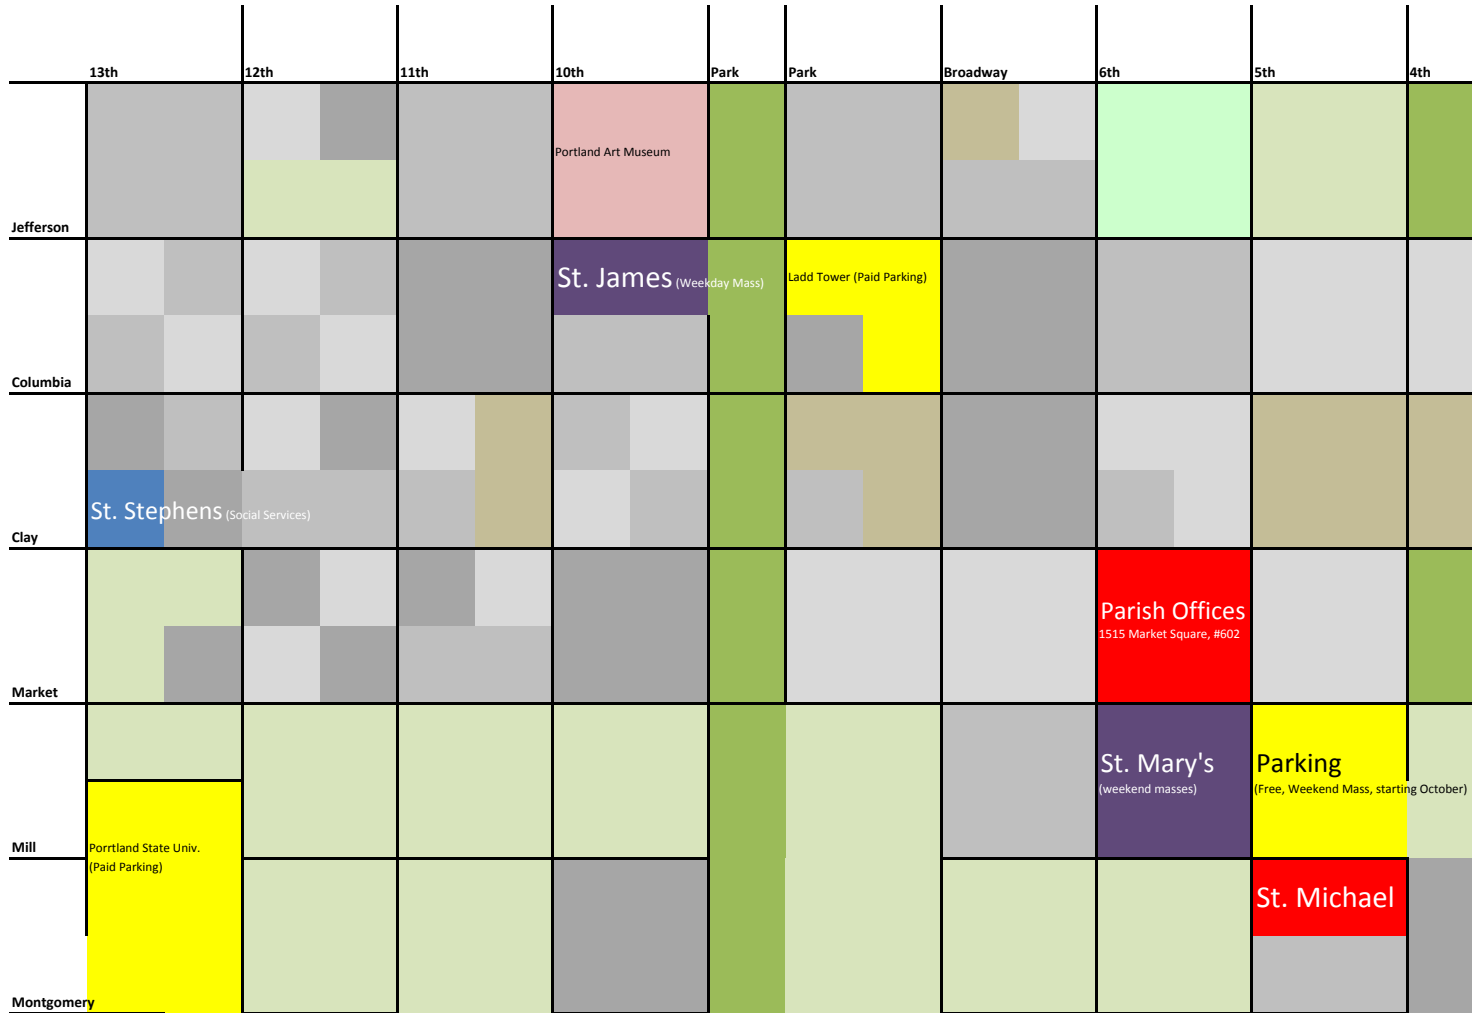 13th 12th 11th 10th Park Park Broadway 6th 5th 4th
Portland Art Museum
Jefferson
St. James (Weekday Mass)
Ladd Tower (Paid Parking)
Columbia
St. Stephens (Social Services)
Clay
Parish Offices
1515 Market Square, #602
Market
St. Mary's
(weekend masses)
Parking
(Free, Weekend Mass, starting October)
Mill
Porrtland State Univ.
(Paid Parking)
St. Michael
Montgomery